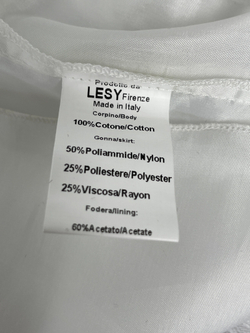 Prodotto da
LESY Firenze
Made in Italy
Corpino/Body
100%Cotone/Cotton
Gonna/skirt:
50%Poliammide/Nylon
25%Poliestere/Polyester
25%Viscosa/Rayon
Fodera/lining:
60%Acetato/Acetate